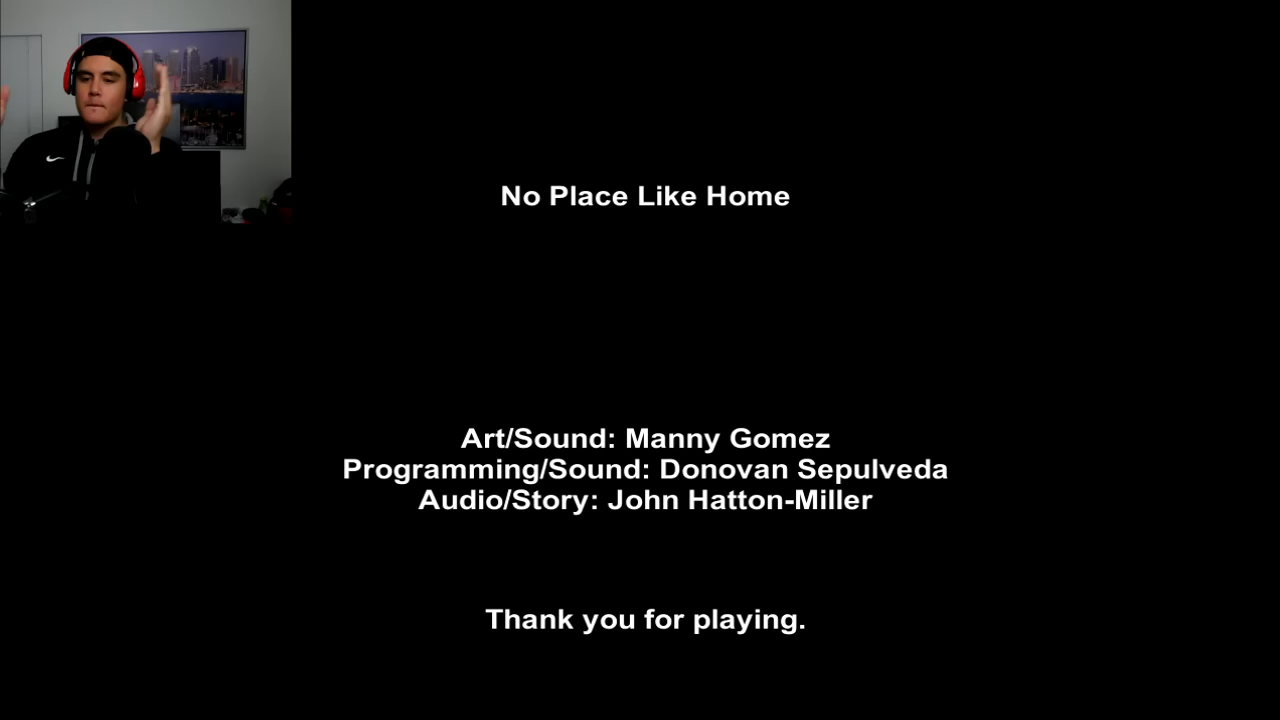 No Place Like Home
Art/Sound: Manny Gomez
Programming/Sound: Donovan Sepulveda
Audio/Story: John Hatton-Miller
Thank you for playing.